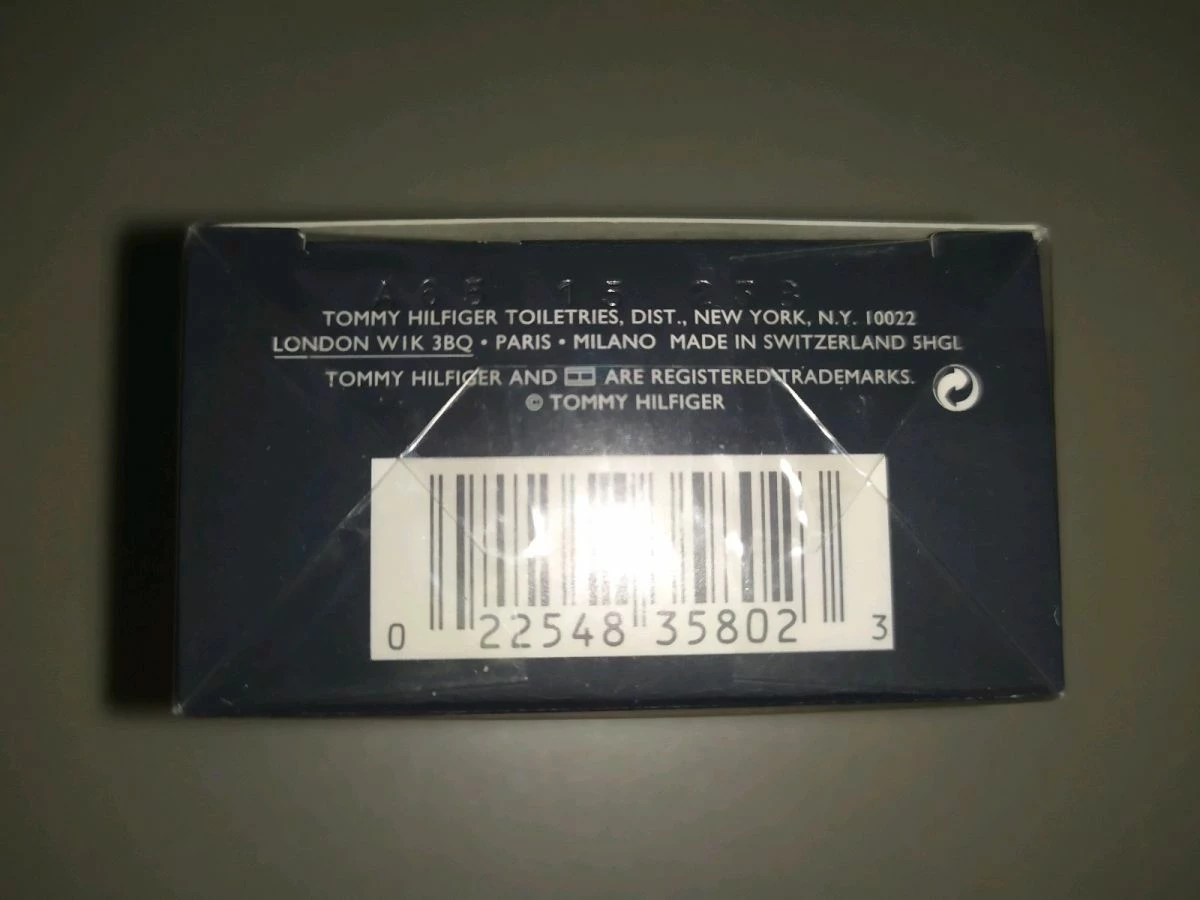 TOMMY HILFIGER TOILETRIES, DIST., NEW YORK, N.Y. 10022
LONDON W1K 3BQ • PARIS • MILANO MADE IN SWITZERLAND 5HGL
TOMMY HILFIGER AND ARE REGISTERED TRADEMARKS.
© TOMMY HILFIGER
0 22548 35802 3